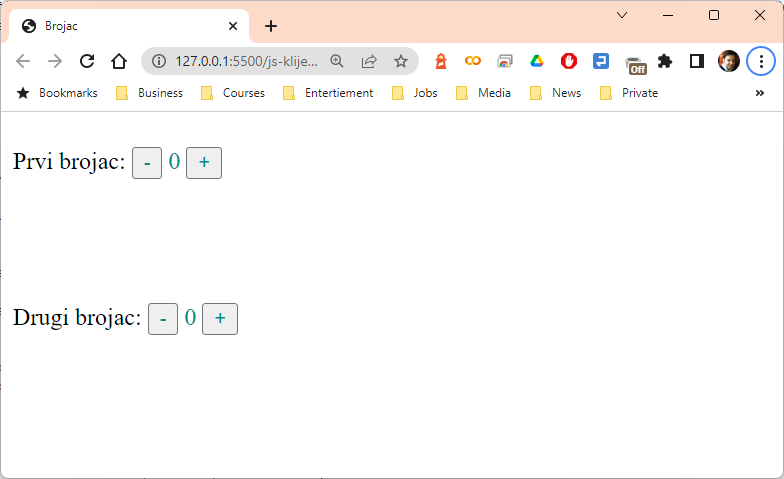 Brojac
127.0.0.1:5500/js-klije...
Off
Bookmarks Business Courses Entertiement Jobs Media News Private »
Prvi brojac: - 0 +
Drugi brojac: - 0 +